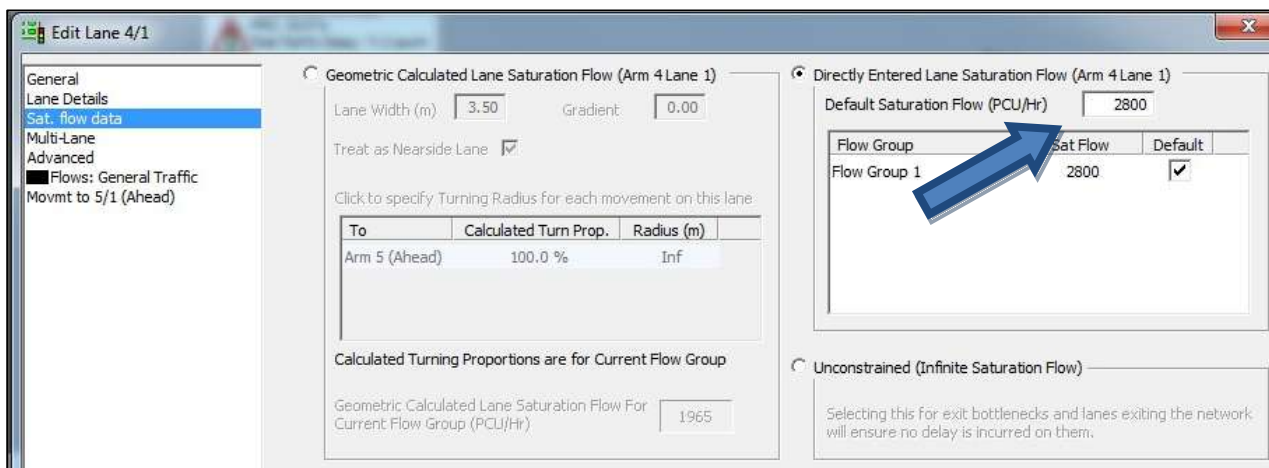 Edit Lane 4/1
General
Lane Details
Sat. flow data
Multi-Lane
Advanced
Flows: General Traffic
Movmt to 5/1 (Ahead)
Geometric Calculated Lane Saturation Flow (Arm 4 Lane 1)
Lane Width (m) 3.50 Gradient 0.00
Treat as Nearside Lane
Click to specify Turning Radius for each movement on this lane
To Calculated Turn Prop. Radius (m)
Arm 5 (Ahead) 100.0 % Inf
Calculated Turning Proportions are for Current Flow Group
Geometric Calculated Lane Saturation Flow For
Current Flow Group (PCU/Hr) 1965
Directly Entered Lane Saturation Flow (Arm 4 Lane 1)
Default Saturation Flow (PCU/Hr) 2800
Flow Group Sat Flow Default
Flow Group 1 2800
Unconstrained (Infinite Saturation Flow)
Selecting this for exit bottlenecks and lanes exiting the network
will ensure no delay is incurred on them.